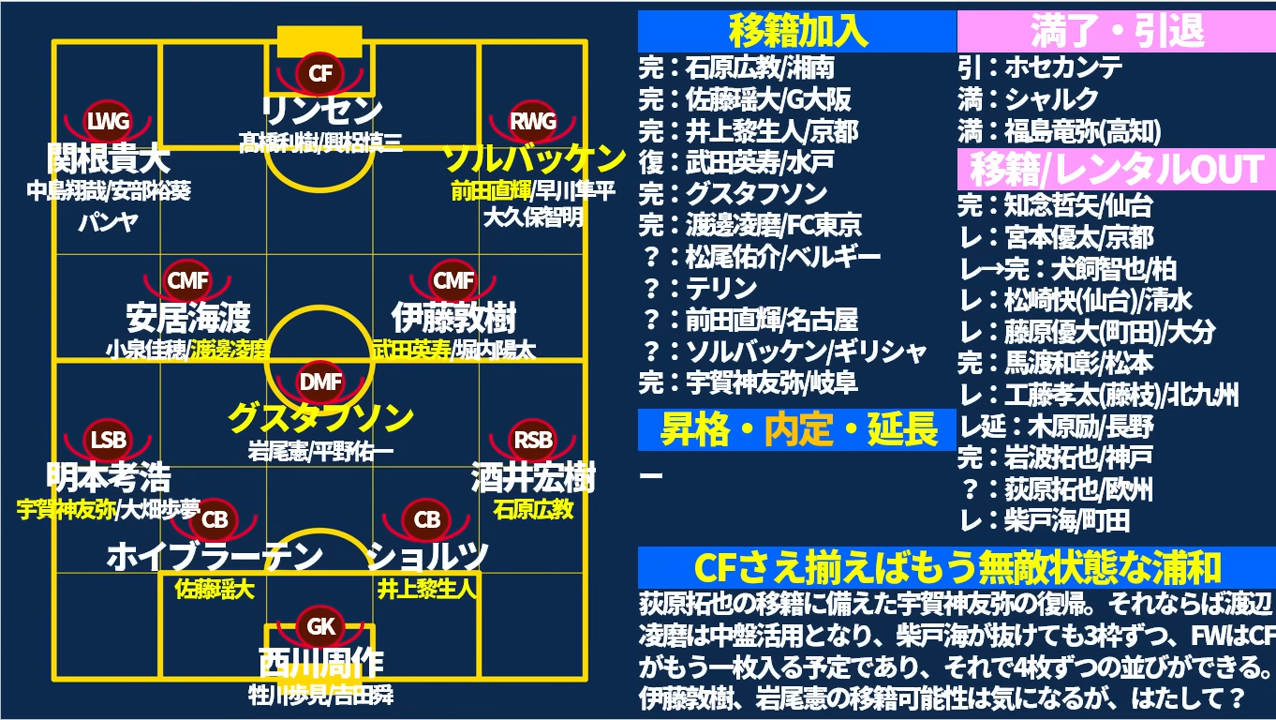 CF
リンセン
髙橋利樹/興梠慎三
LWG
関根貴大
中島翔哉/安部裕葵
パンヤ
RWG
ソルバッケン
前田直輝/早川隼平
大久保智明
CMF
安居海渡
小泉佳穂/渡邊凌磨
CMF
伊藤敦樹
武田英寿/堀内陽太
DMF
グスタフソン
岩尾憲/平野佑一
LSB
明本考浩
宇賀神友弥/大畑歩夢
RSB
酒井宏樹
石原広教
CB
ホイブラーテン
佐藤瑶大
CB
ショルツ
井上黎生人
GK
西川周作
牲川歩見/吉田舜
移籍加入
完：石原広教/湘南
完：佐藤瑶大/G大阪
完：井上黎生人/京都
復：武田英寿/水戸
完：グスタフソン
完：渡邊凌磨/FC東京
？：松尾佑介/ベルギー
？：テリン
？：前田直輝/名古屋
？：ソルバッケン/ギリシャ
完：宇賀神友弥/岐阜
昇格・内定・延長
ー
満了・引退
引：ホセカンテ
満：シャルク
満：福島竜弥(高知)
移籍/レンタルOUT
完：知念哲矢/仙台
レ：宮本優太/京都
レ→完：犬飼智也/柏
レ：松崎快(仙台)/清水
レ：藤原優大(町田)/大分
完：馬渡和彰/松本
レ：工藤孝太(藤枝)/北九州
レ延：木原励/長野
完：岩波拓也/神戸
？：荻原拓也/欧州
レ：柴戸海/町田
CFさえ揃えばもう無敵状態な浦和
荻原拓也の移籍に備えた宇賀神友弥の復帰。それならば渡辺
凌磨は中盤活用となり、柴戸海が抜けても3枠ずつ、FWはCF
がもう一枚入る予定であり、それで4枚ずつの並びができる。
伊藤敦樹、岩尾憲の移籍可能性は気になるが、はたして？